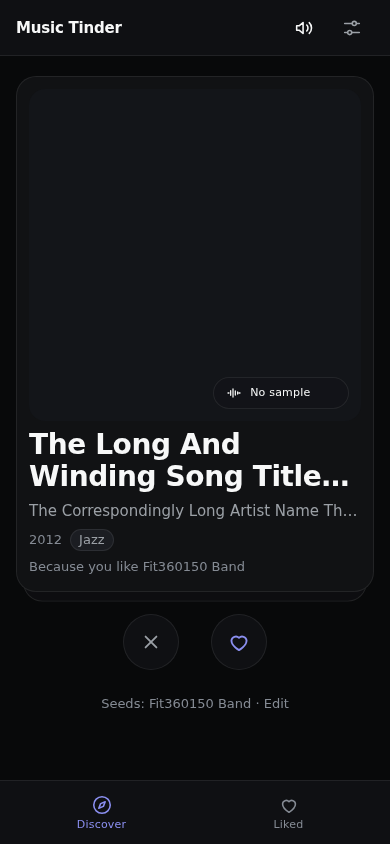 Music Tinder
No sample
The Long And
Winding Song Title…
The Correspondingly Long Artist Name Th…
2012 Jazz
Because you like Fit360150 Band
Seeds: Fit360150 Band · Edit
Discover
Liked